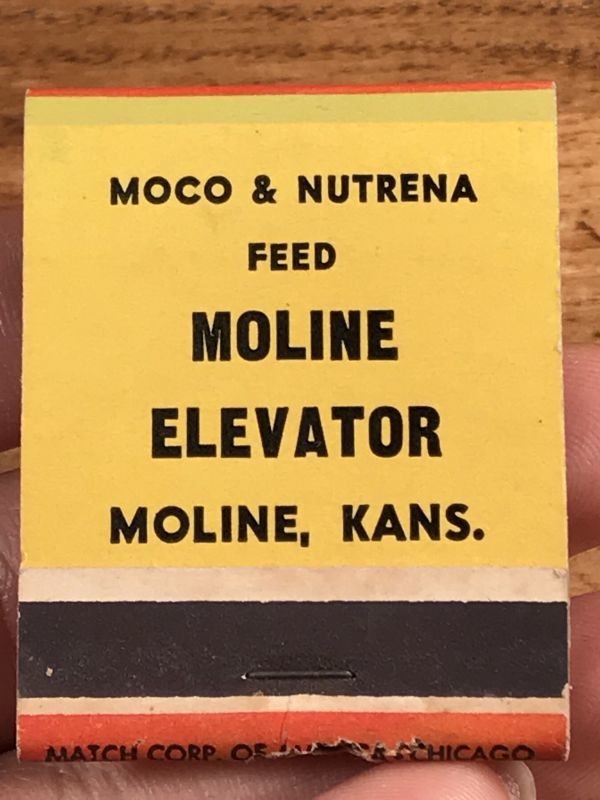 MOCO & NUTRENA
FEED
MOLINE
ELEVATOR
MOLINE, KANS.
MATCH CORP. OF CHICAGO